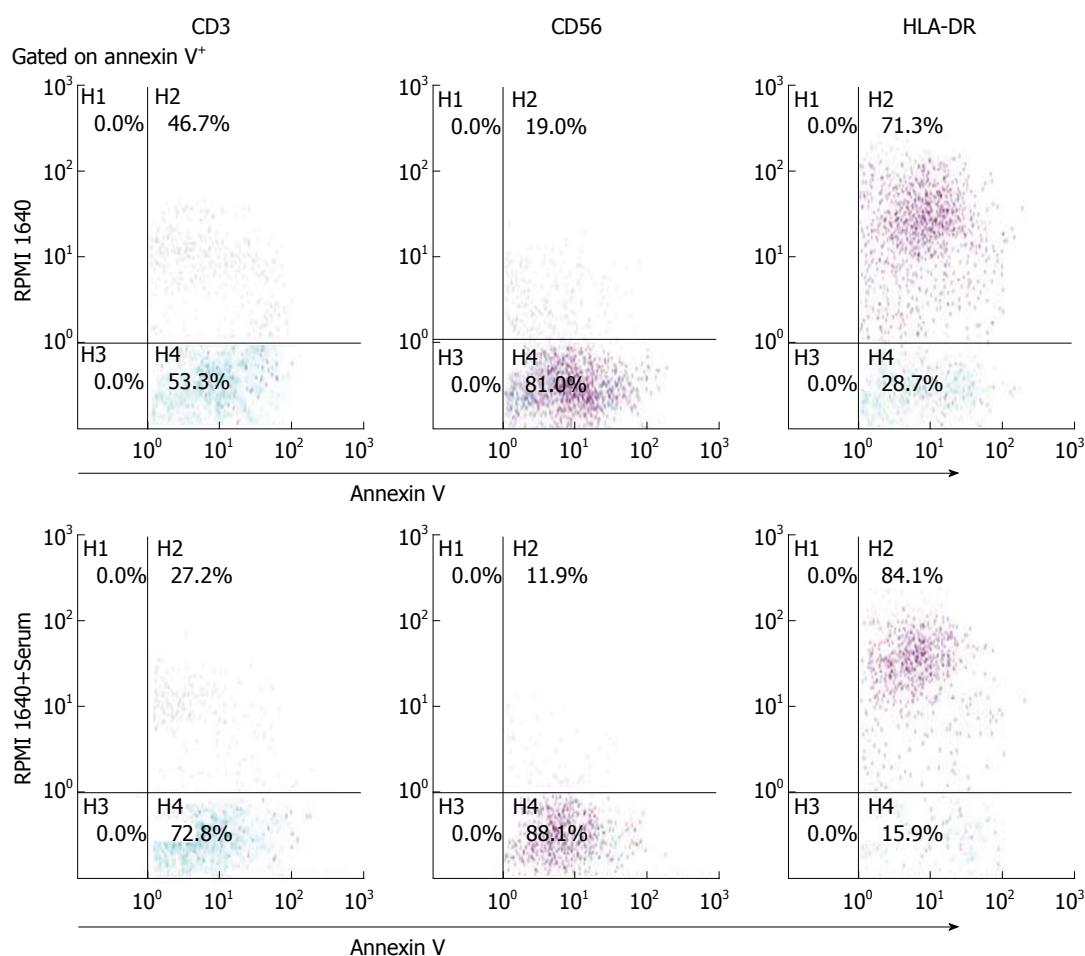 CD3 CD56 HLA-DR
Gated on annexin V⁺
10³ 10³ 10³
H1 H2 H1 H2 H1 H2
0.0% 46.7% 0.0% 19.0% 0.0% 71.3%
10² 10² 10²
RPMI 1640
10¹ 10¹ 10¹
10⁰ 10⁰ 10⁰
H3 H4 H3 H4 H3 H4
0.0% 53.3% 0.0% 81.0% 0.0% 28.7%
10⁰ 10¹ 10² 10³ 10⁰ 10¹ 10² 10³ 10⁰ 10¹ 10² 10³
Annexin V
10³ 10³ 10³
H1 H2 H1 H2 H1 H2
0.0% 27.2% 0.0% 11.9% 0.0% 84.1%
10² 10² 10²
RPMI 1640+Serum
10¹ 10¹ 10¹
10⁰ 10⁰ 10⁰
H3 H4 H3 H4 H3 H4
0.0% 72.8% 0.0% 88.1% 0.0% 15.9%
10⁰ 10¹ 10² 10³ 10⁰ 10¹ 10² 10³ 10⁰ 10¹ 10² 10³
Annexin V